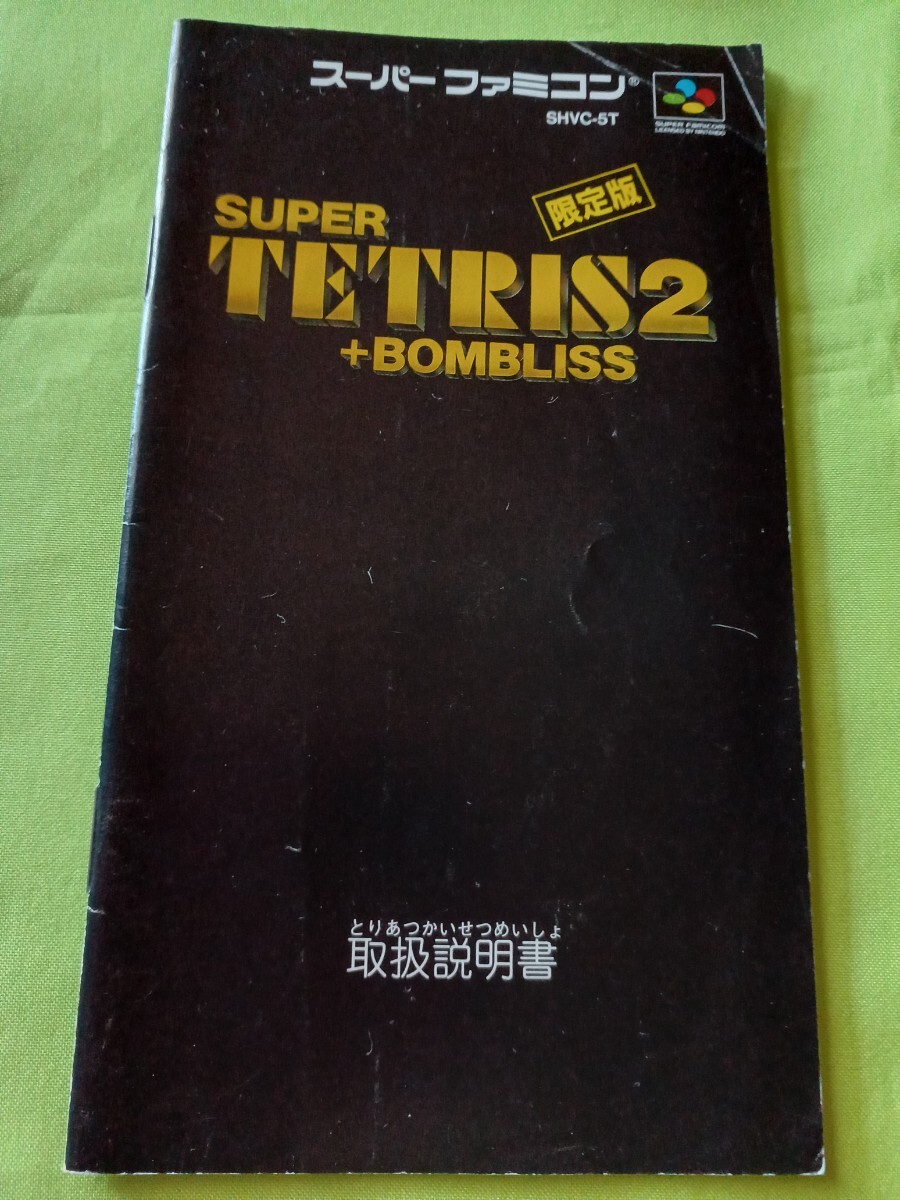 スーパーファミコン®
SHVC-5T
SUPER FAMICOM
LICENSED BY NINTENDO
限定版
SUPER
TETRIS2
+BOMBLISS
とりあつかいせつめいしょ
取扱説明書